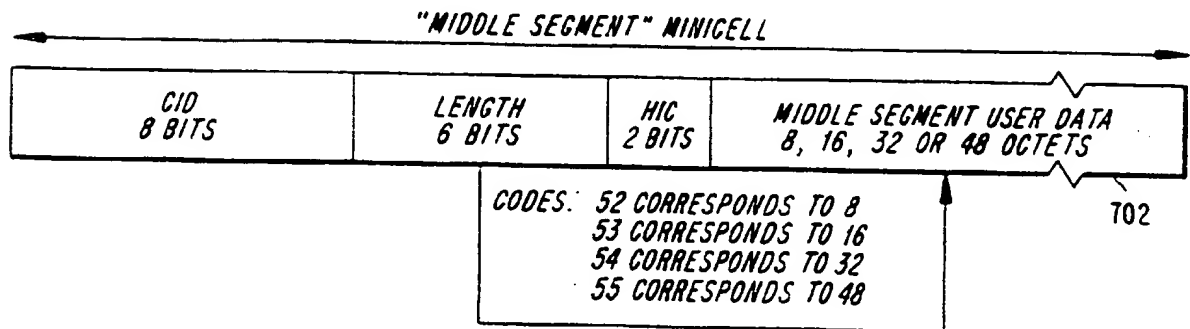 "MIDDLE SEGMENT" MINICELL
CID
8 BITS
LENGTH
6 BITS
HIC
2 BITS
MIDDLE SEGMENT USER DATA
8, 16, 32 OR 48 OCTETS
702
CODES: 52 CORRESPONDS TO 8
53 CORRESPONDS TO 16
54 CORRESPONDS TO 32
55 CORRESPONDS TO 48